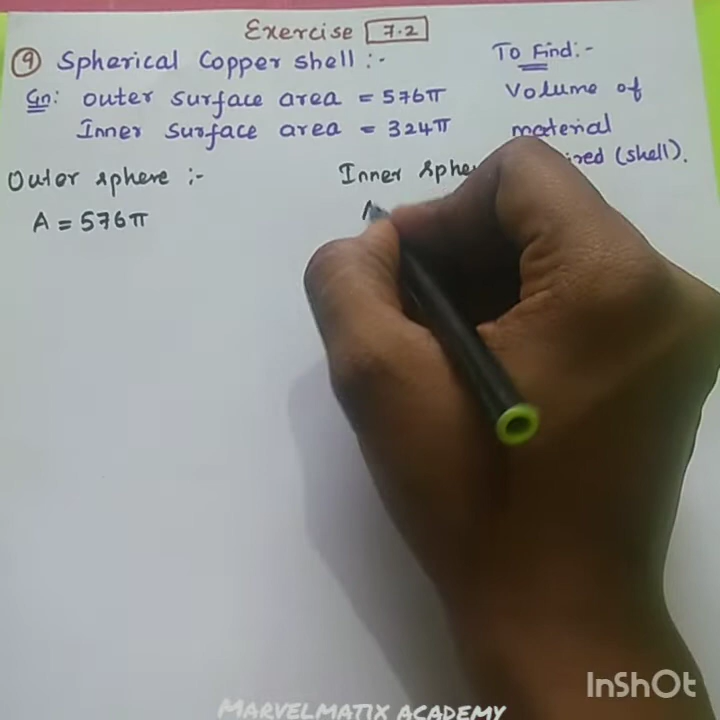 Exercise 7.2
9 Spherical Copper shell :-
Gn: outer surface area = 576π
Inner surface area = 324π
To Find:-
Volume of
material
(shell).
Outer sphere :-
A = 576π
Inner
InShOt
MARVELMATIX ACADEMY